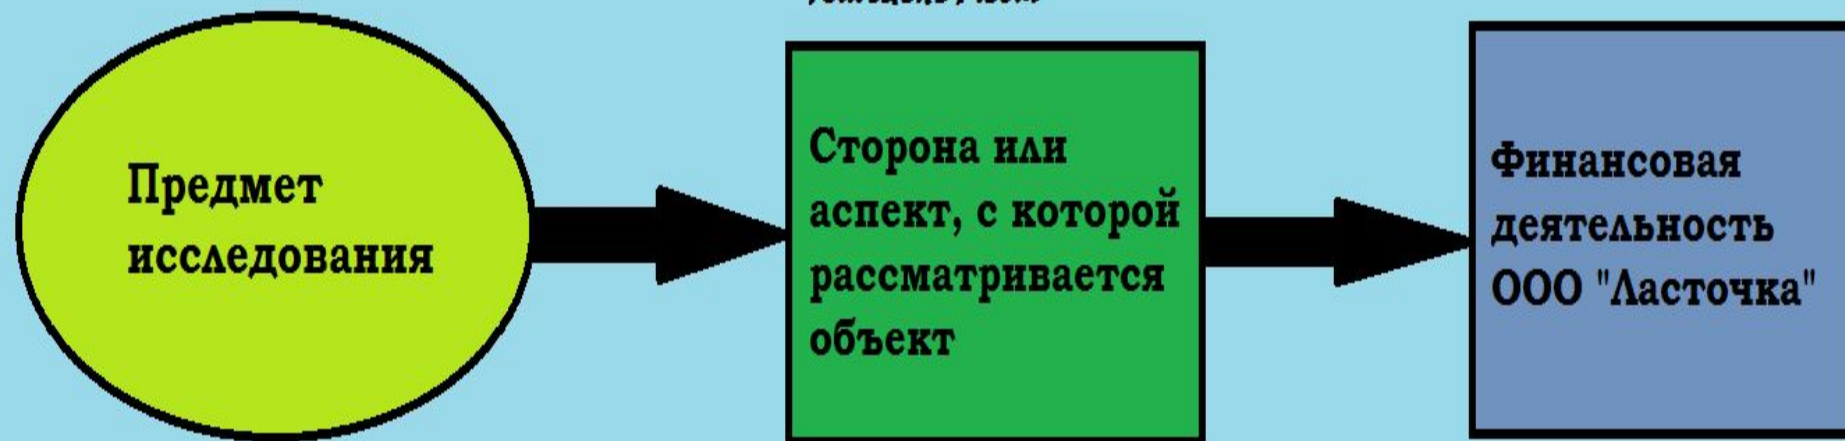 Предмет
исследования
Сторона или
аспект, с которой
рассматривается
объект
Финансовая
деятельность
ООО "Ласточка"